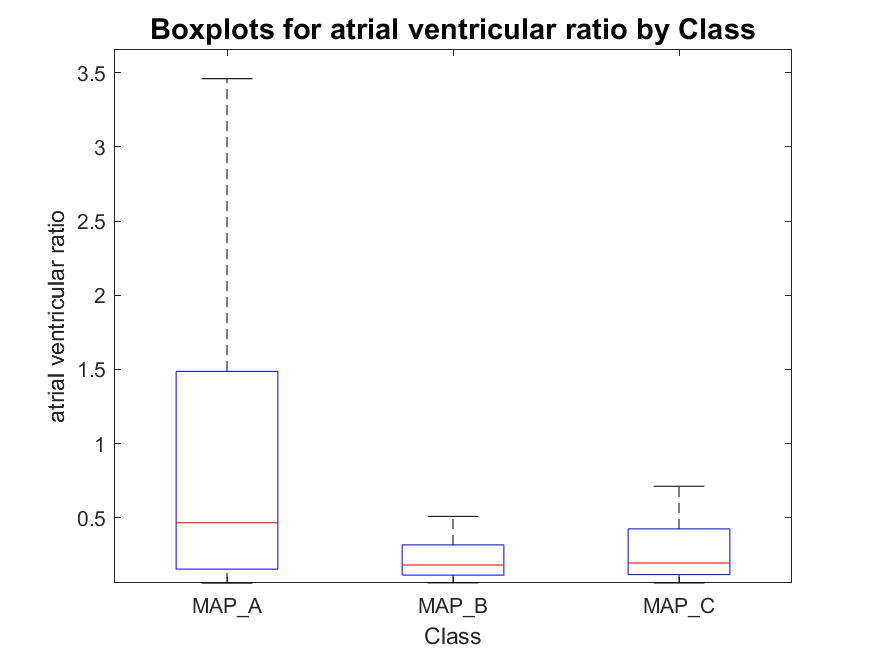 Boxplots for atrial ventricular ratio by Class
3.5
3
2.5
2
1.5
1
0.5
atrial ventricular ratio
MAP_A MAP_B MAP_C
Class